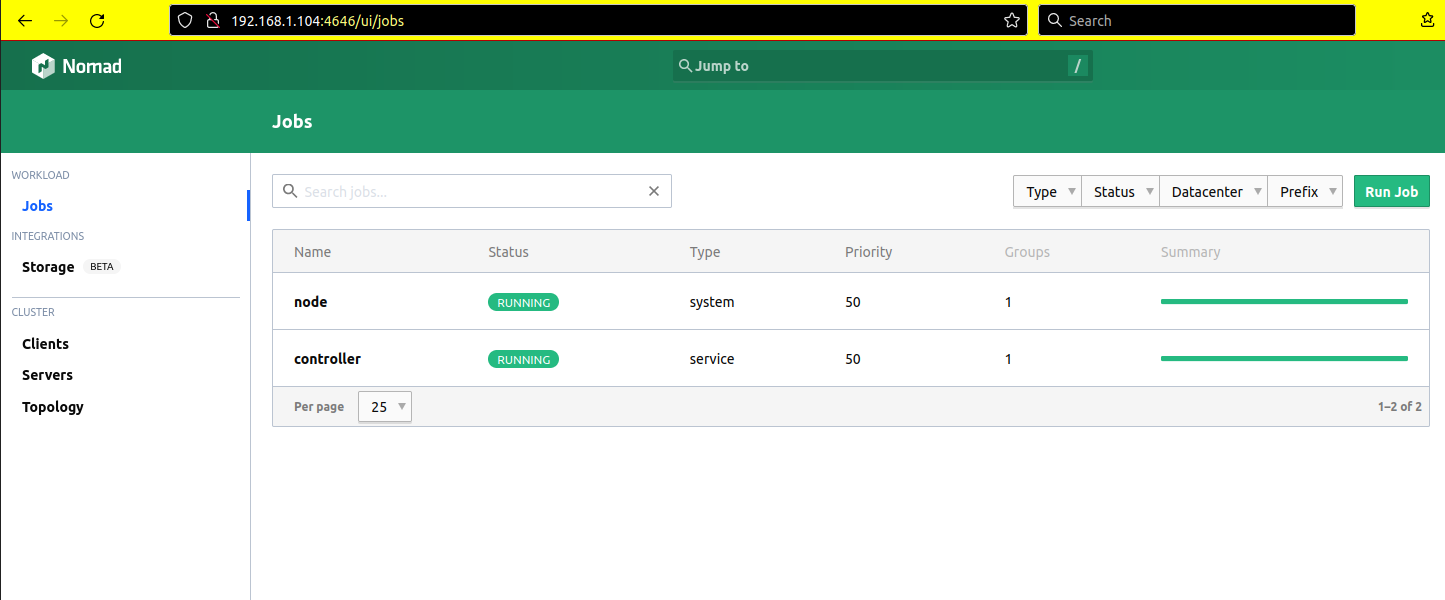 192.168.1.104:4646/ui/jobs Search
Nomad Jump to /
Jobs
WORKLOAD
Jobs
INTEGRATIONS
Storage BETA
CLUSTER
Clients
Servers
Topology
Search jobs... Type Status Datacenter Prefix Run Job
Name Status Type Priority Groups Summary
node RUNNING system 50 1
controller RUNNING service 50 1
Per page 25 1–2 of 2